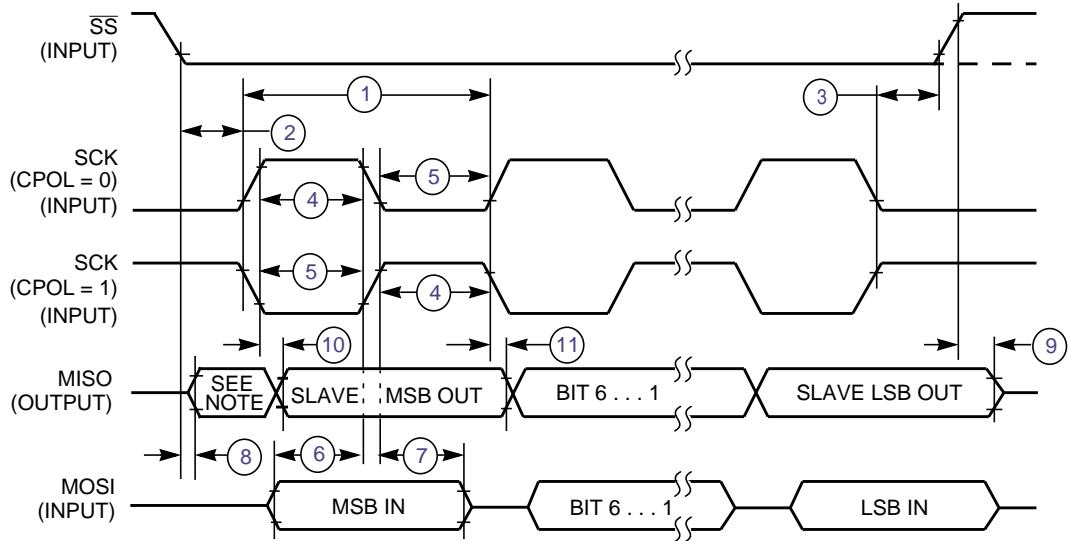 SS
(INPUT)
1
3
2
SCK
(CPOL = 0)
(INPUT)
5
4
SCK
(CPOL = 1)
(INPUT)
5
4
10
11
9
MISO
(OUTPUT)
SEE
NOTE
SLAVE
MSB OUT
BIT 6 . . . 1
SLAVE LSB OUT
8
6
7
MOSI
(INPUT)
MSB IN
BIT 6 . . . 1
LSB IN